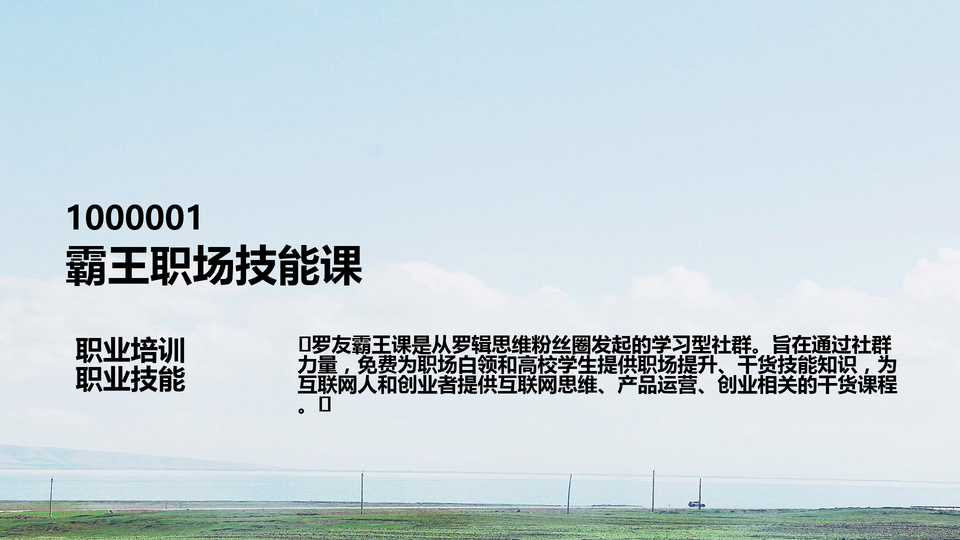 1000001
霸王职场技能课
职业培训
职业技能
罗友霸王课是从罗辑思维粉丝圈发起的学习型社群。旨在通过社群
力量，免费为职场白领和高校学生提供职场提升、干货技能知识，为
互联网人和创业者提供互联网思维、产品运营、创业相关的干货课程
。